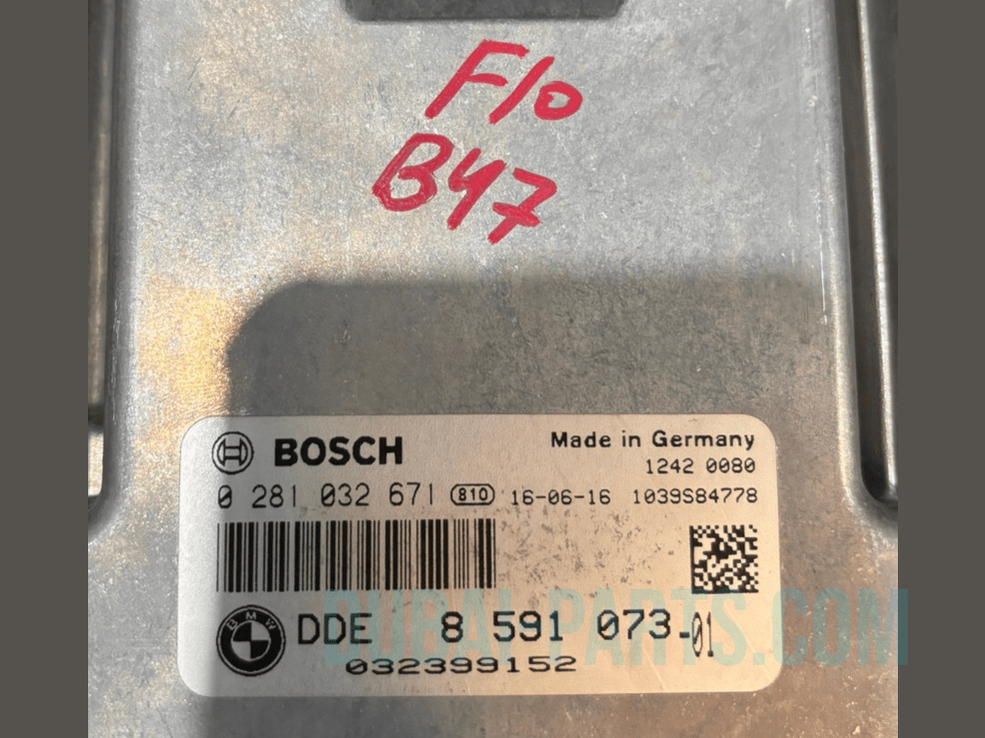 F10
B47
BOSCH
Made in Germany
1242 0080
0 281 032 671 810 16-06-16 1039S84778
BMW
DDE 8 591 073-01
032399152
DUBAI-PARTS.COM